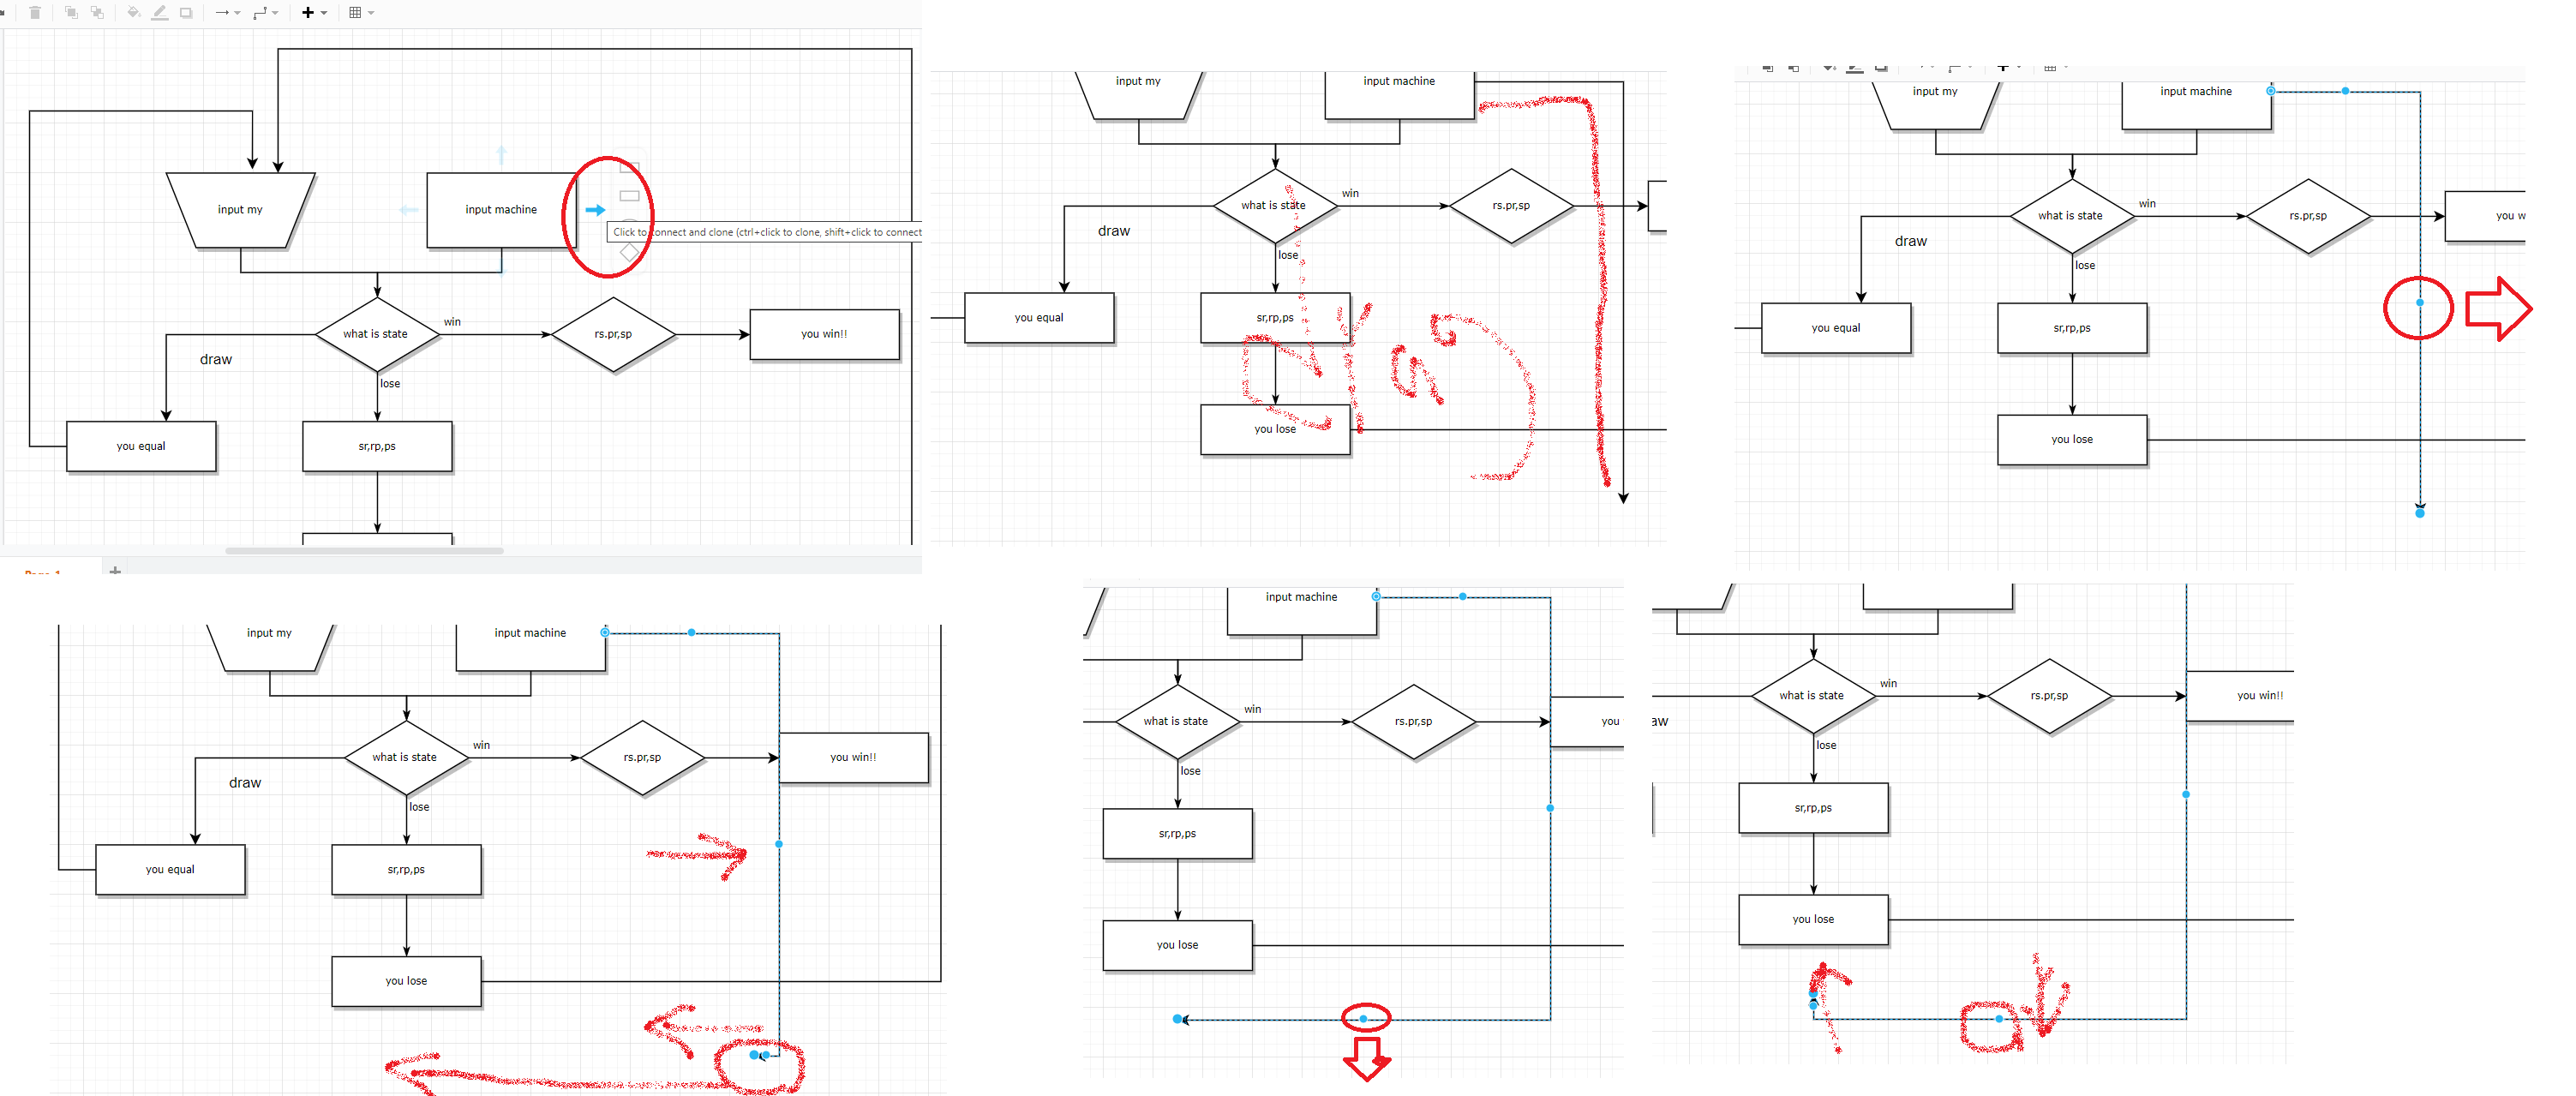 input my
input machine
Click to connect and clone (ctrl+click to clone, shift+click to connect
what is state
win
rs.pr,sp
you win!!
draw
lose
you equal
sr,rp,ps
input my
input machine
what is state
win
rs.pr,sp
draw
lose
you equal
sr,rp,ps
you lose
input my
input machine
what is state
win
rs.pr,sp
you w
draw
lose
you equal
sr,rp,ps
you lose
input my
input machine
what is state
win
rs.pr,sp
you win!!
draw
lose
you equal
sr,rp,ps
you lose
input machine
what is state
win
rs.pr,sp
you
lose
sr,rp,ps
you lose
what is state
win
rs.pr,sp
you win!!
aw
lose
sr,rp,ps
you lose